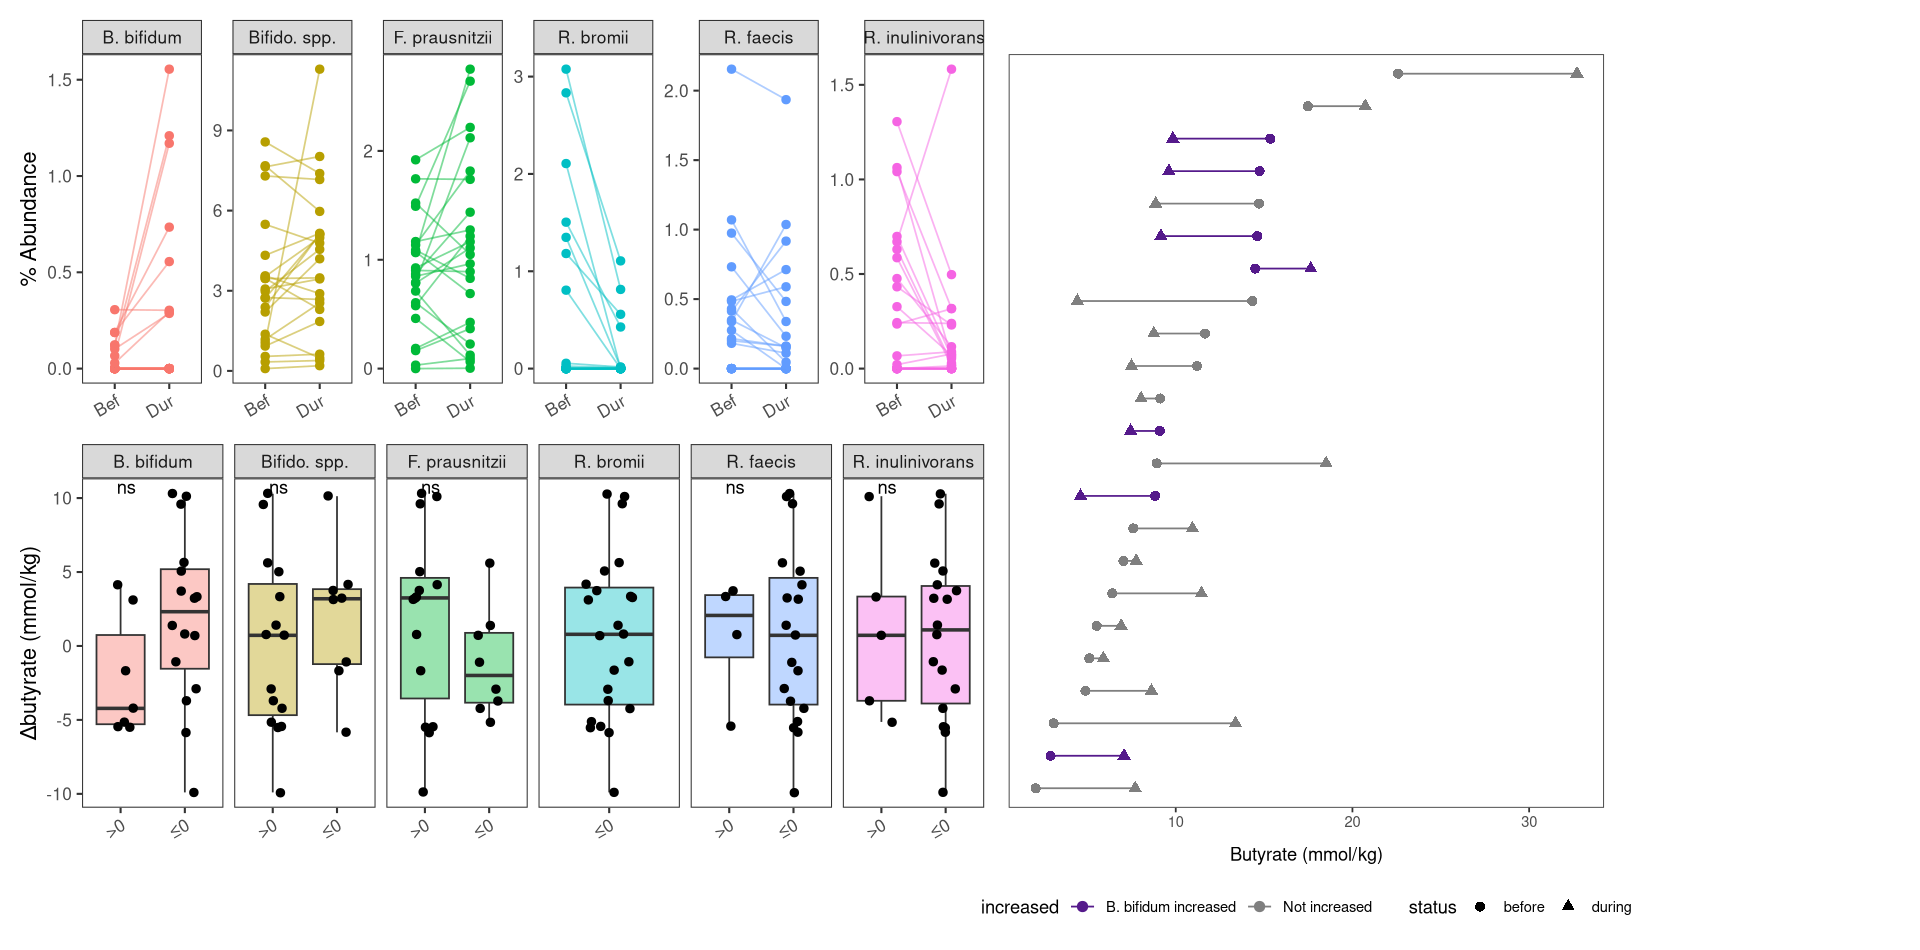 B. bifidum
Bifido. spp.
F. prausnitzii
R. bromii
R. faecis
R. inulinivorans
% Abundance
1.5
1.0
0.5
0.0
9
6
3
0
2
1
0
3
2
1
0
2.0
1.5
1.0
0.5
0.0
1.5
1.0
0.5
0.0
Bef Dur
Bef Dur
Bef Dur
Bef Dur
Bef Dur
Bef Dur
B. bifidum
Bifido. spp.
F. prausnitzii
R. bromii
R. faecis
R. inulinivorans
ns
ns
ns
ns
ns
Δbutyrate (mmol/kg)
10
5
0
-5
-10
>0 ≤0
>0 ≤0
>0 ≤0
≤0
>0 ≤0
>0 ≤0
10 20 30
Butyrate (mmol/kg)
increased B. bifidum increased Not increased status before during